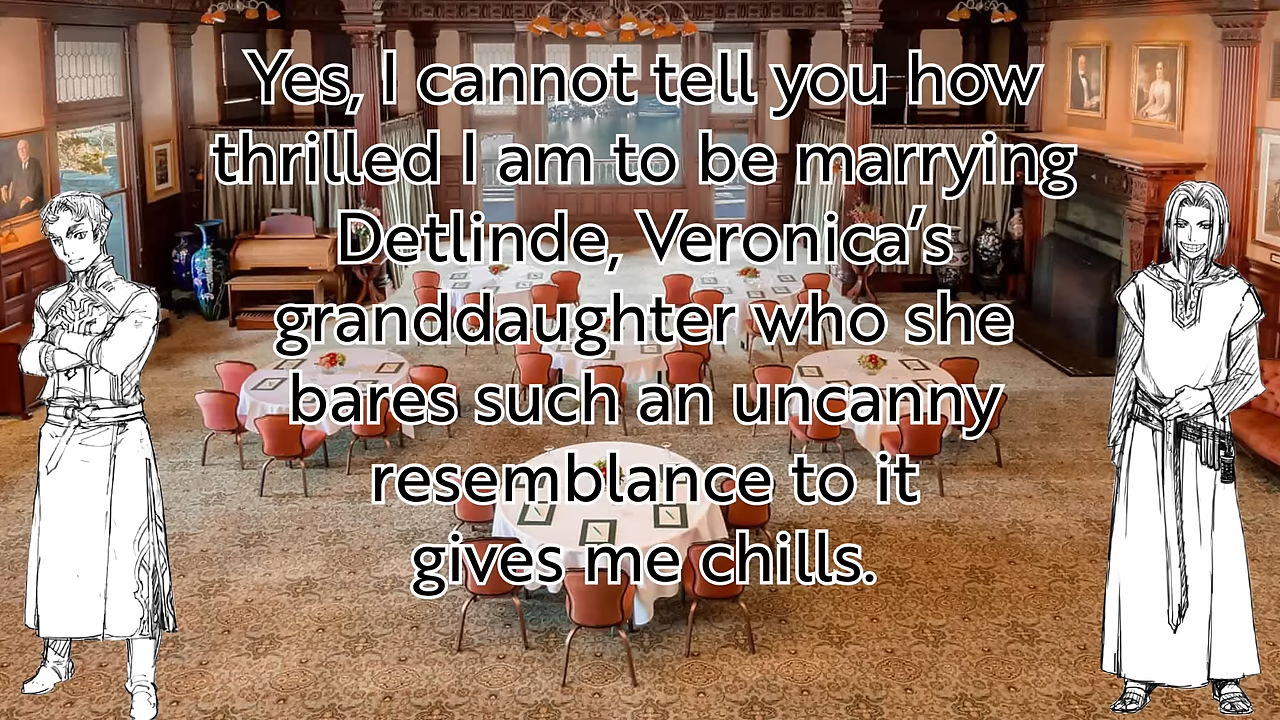 Yes, I cannot tell you how
thrilled I am to be marrying
Detlinde, Veronica’s
granddaughter who she
bares such an uncanny
resemblance to it
gives me chills.